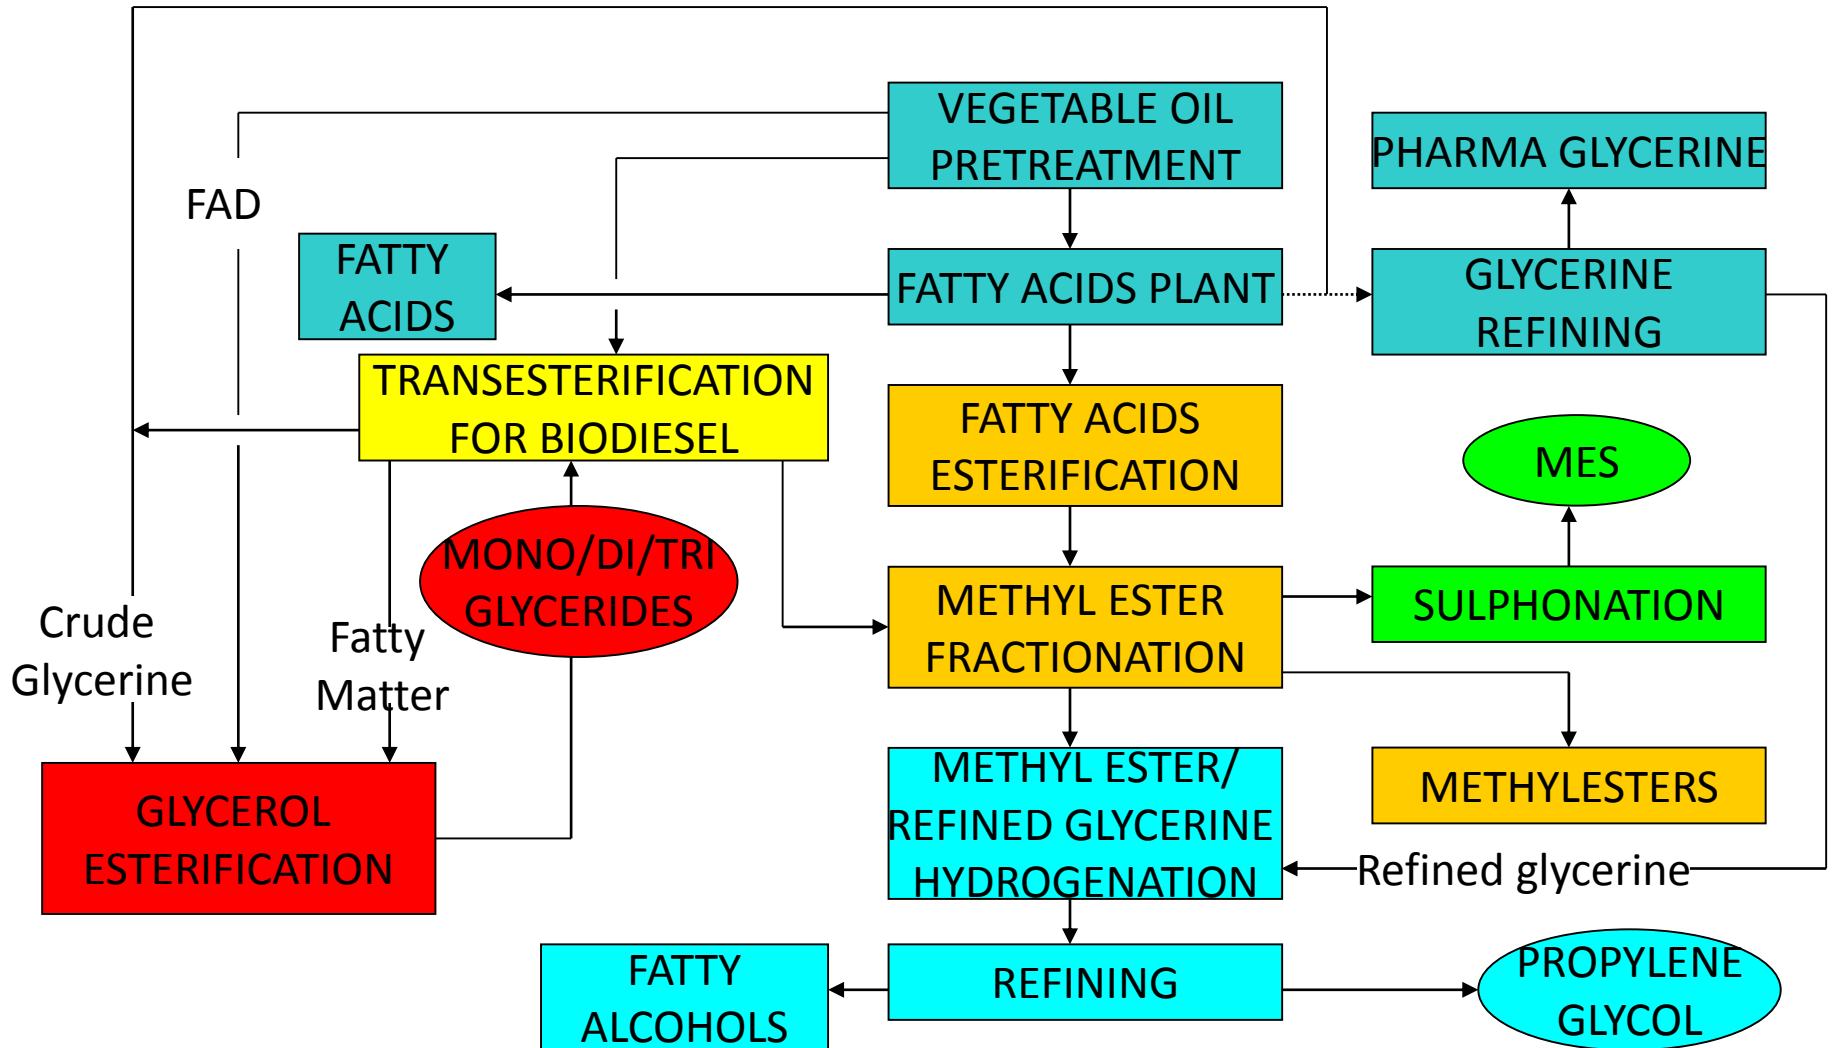 VEGETABLE OIL
PRETREATMENT
PHARMA GLYCERINE
FAD
FATTY
ACIDS
FATTY ACIDS PLANT
GLYCERINE
REFINING
TRANSESTERIFICATION
FOR BIODIESEL
FATTY ACIDS
ESTERIFICATION
MES
MONO/DI/TRI
GLYCERIDES
METHYL ESTER
FRACTIONATION
SULPHONATION
Crude
Glycerine
Fatty
Matter
GLYCEROL
ESTERIFICATION
METHYL ESTER/
REFINED GLYCERINE
HYDROGENATION
METHYLESTERS
Refined glycerine
FATTY
ALCOHOLS
REFINING
PROPYLENE
GLYCOL